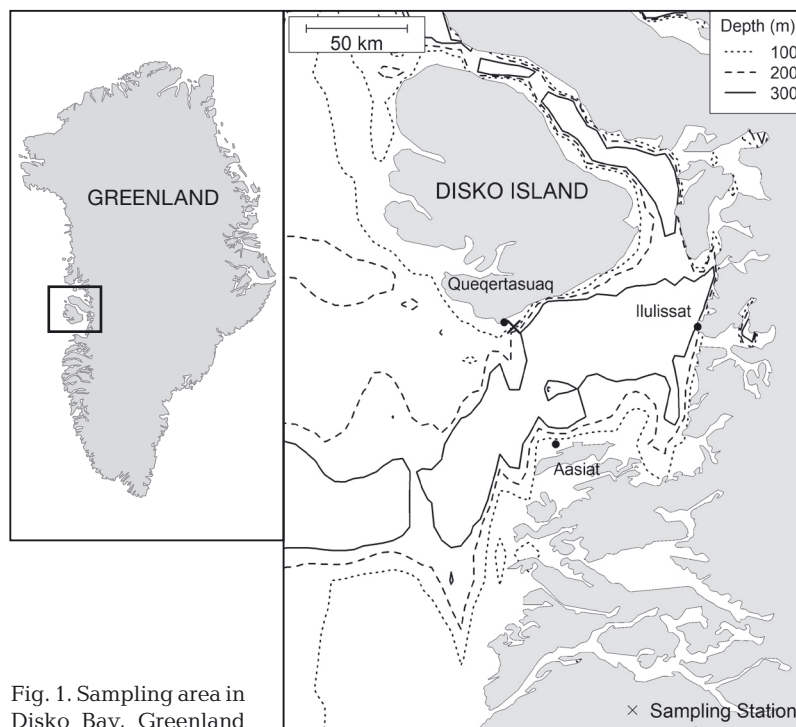 GREENLAND
50 km
Depth (m)
100
200
300
DISKO ISLAND
Queqertasuaq
Ilulissat
Aasiat
× Sampling Station
Fig. 1. Sampling area in
Disko Bay, Greenland